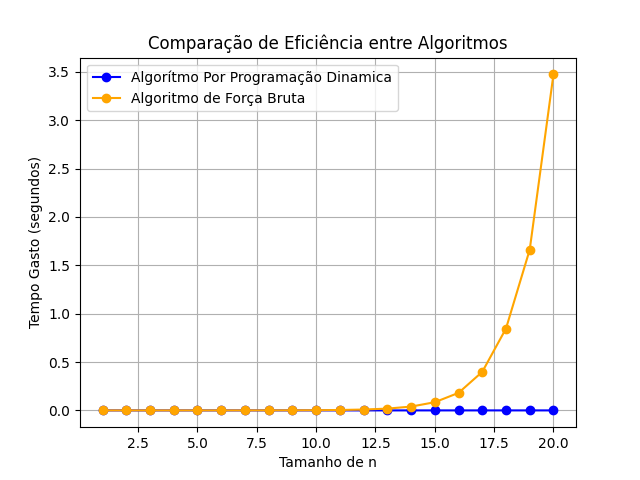 Comparação de Eficiência entre Algoritmos
Algorítmo Por Programação Dinamica
Algoritmo de Força Bruta
Tempo Gasto (segundos)
3.5
3.0
2.5
2.0
1.5
1.0
0.5
0.0
2.5 5.0 7.5 10.0 12.5 15.0 17.5 20.0
Tamanho de n